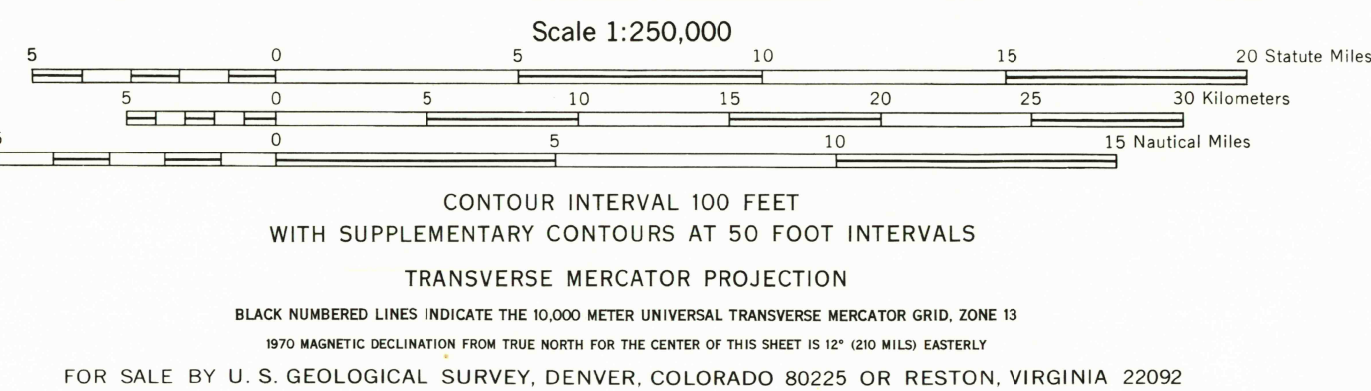 Scale 1:250,000
5 0 5 10 15 20 Statute Miles
5 0 5 10 15 20 25 30 Kilometers
0 5 10 15 Nautical Miles
CONTOUR INTERVAL 100 FEET
WITH SUPPLEMENTARY CONTOURS AT 50 FOOT INTERVALS
TRANSVERSE MERCATOR PROJECTION
BLACK NUMBERED LINES INDICATE THE 10,000 METER UNIVERSAL TRANSVERSE MERCATOR GRID, ZONE 13
1970 MAGNETIC DECLINATION FROM TRUE NORTH FOR THE CENTER OF THIS SHEET IS 12° (210 MILS) EASTERLY
FOR SALE BY U. S. GEOLOGICAL SURVEY, DENVER, COLORADO 80225 OR RESTON, VIRGINIA 22092